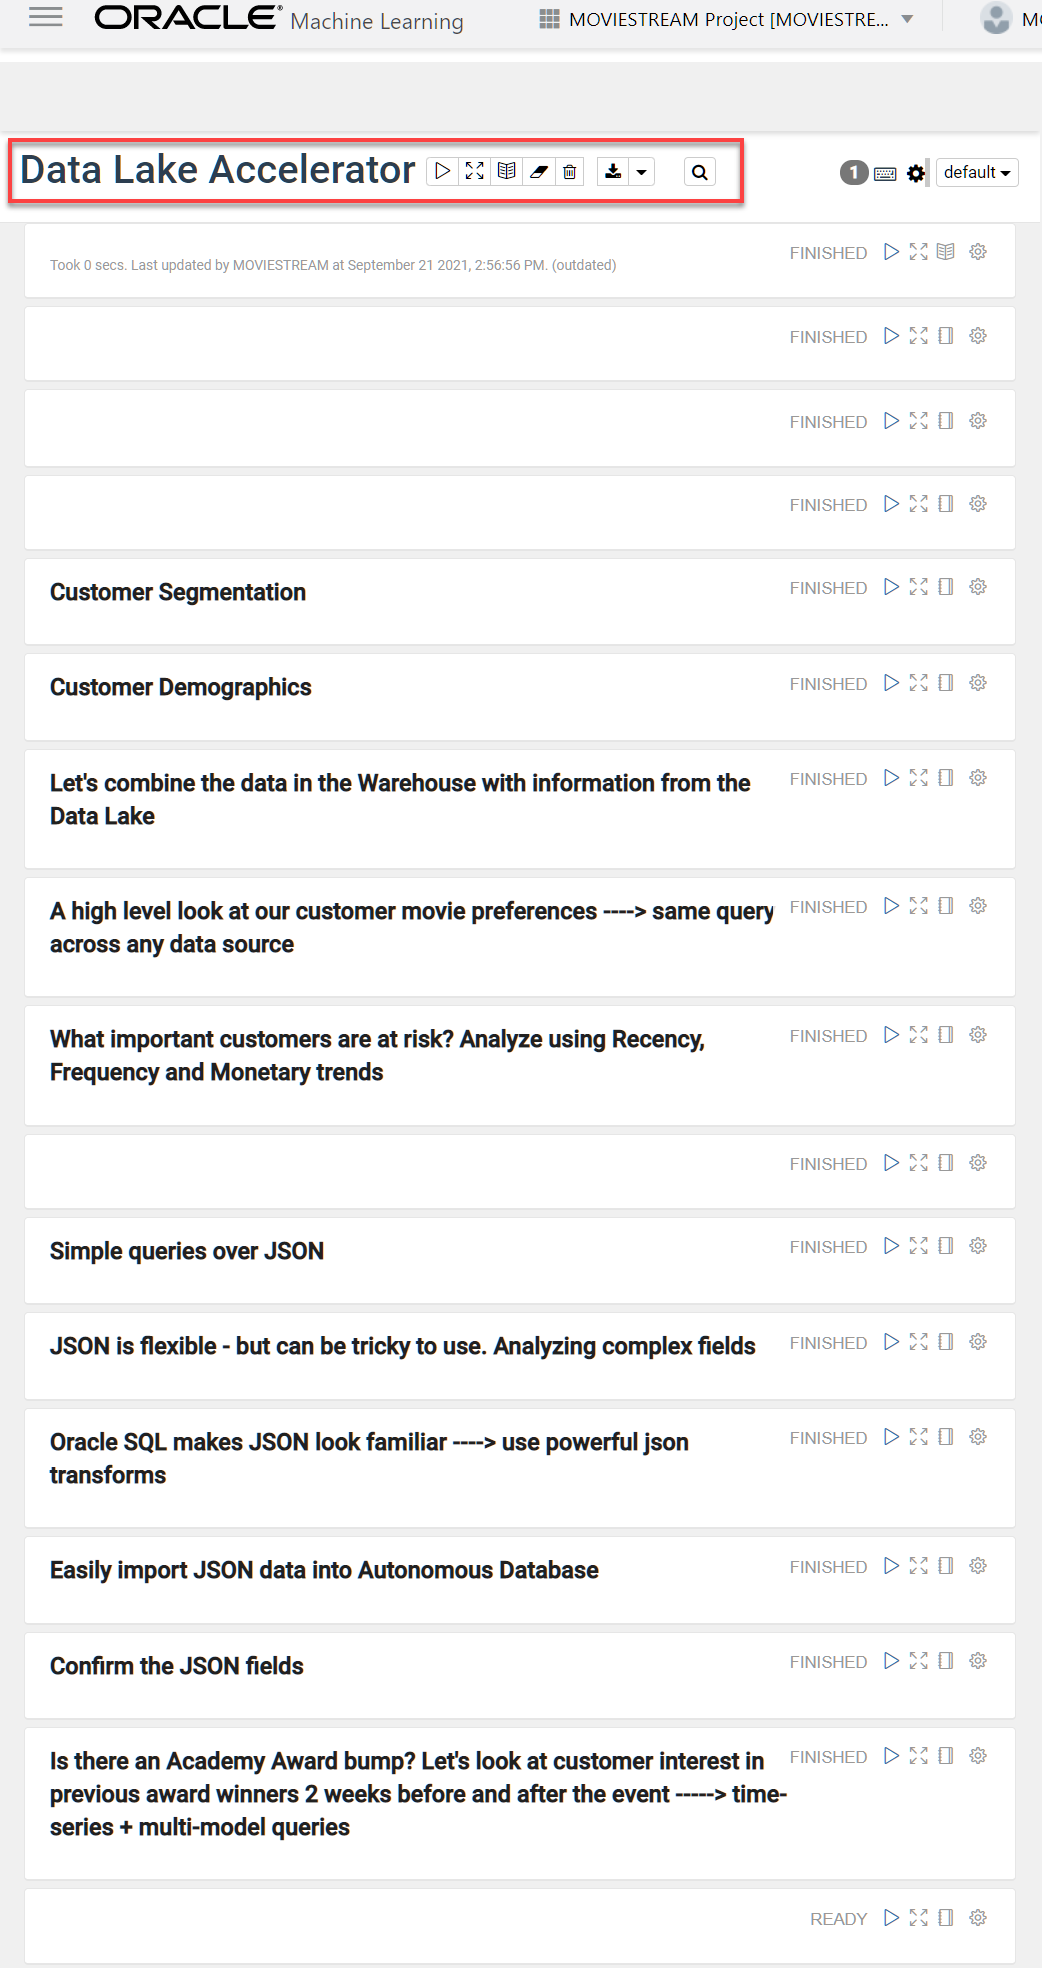 ORACLE® Machine Learning
MOVIESTREAM Project [MOVIESTRE...
Data Lake Accelerator
1
default
FINISHED
Took 0 secs. Last updated by MOVIESTREAM at September 21 2021, 2:56:56 PM. (outdated)
FINISHED
FINISHED
FINISHED
Customer Segmentation
FINISHED
Customer Demographics
FINISHED
Let's combine the data in the Warehouse with information from the
Data Lake
FINISHED
A high level look at our customer movie preferences ----> same query
across any data source
FINISHED
What important customers are at risk? Analyze using Recency,
Frequency and Monetary trends
FINISHED
FINISHED
Simple queries over JSON
FINISHED
JSON is flexible - but can be tricky to use. Analyzing complex fields
FINISHED
Oracle SQL makes JSON look familiar ----> use powerful json
transforms
FINISHED
Easily import JSON data into Autonomous Database
FINISHED
Confirm the JSON fields
FINISHED
Is there an Academy Award bump? Let's look at customer interest in
previous award winners 2 weeks before and after the event -----> time-
series + multi-model queries
FINISHED
READY